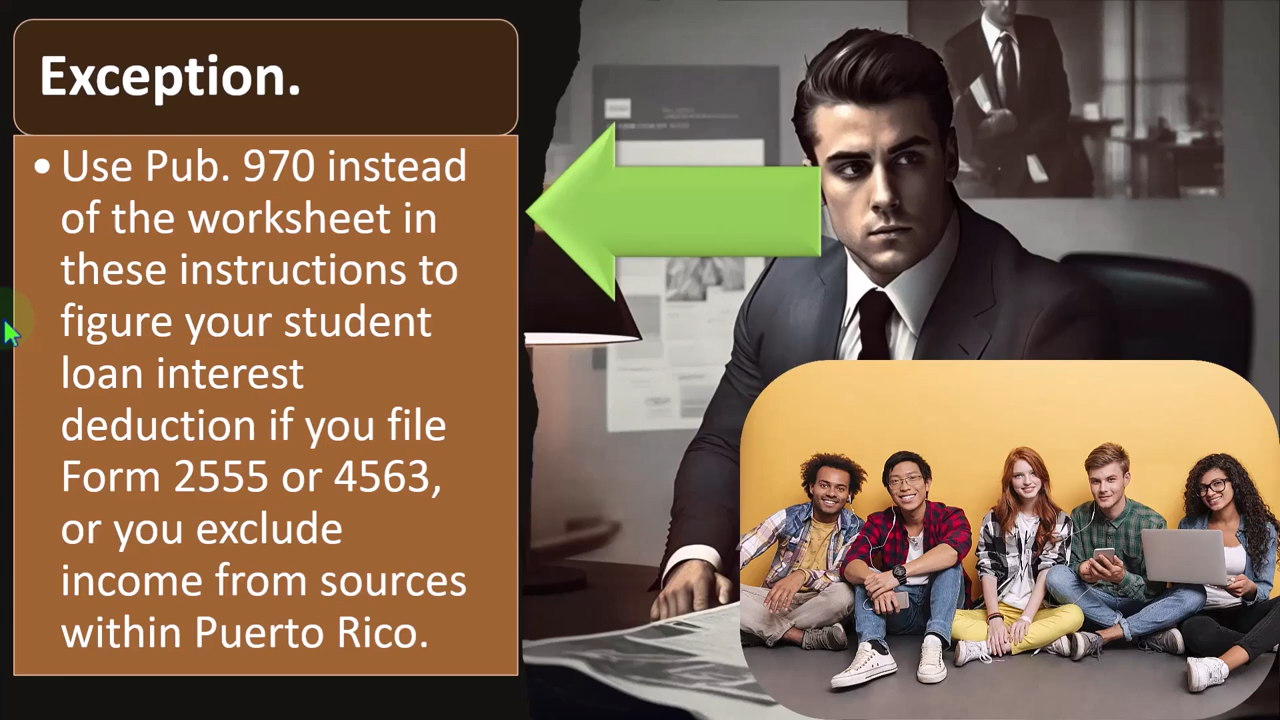 Exception.
• Use Pub. 970 instead
of the worksheet in
these instructions to
figure your student
loan interest
deduction if you file
Form 2555 or 4563,
or you exclude
income from sources
within Puerto Rico.